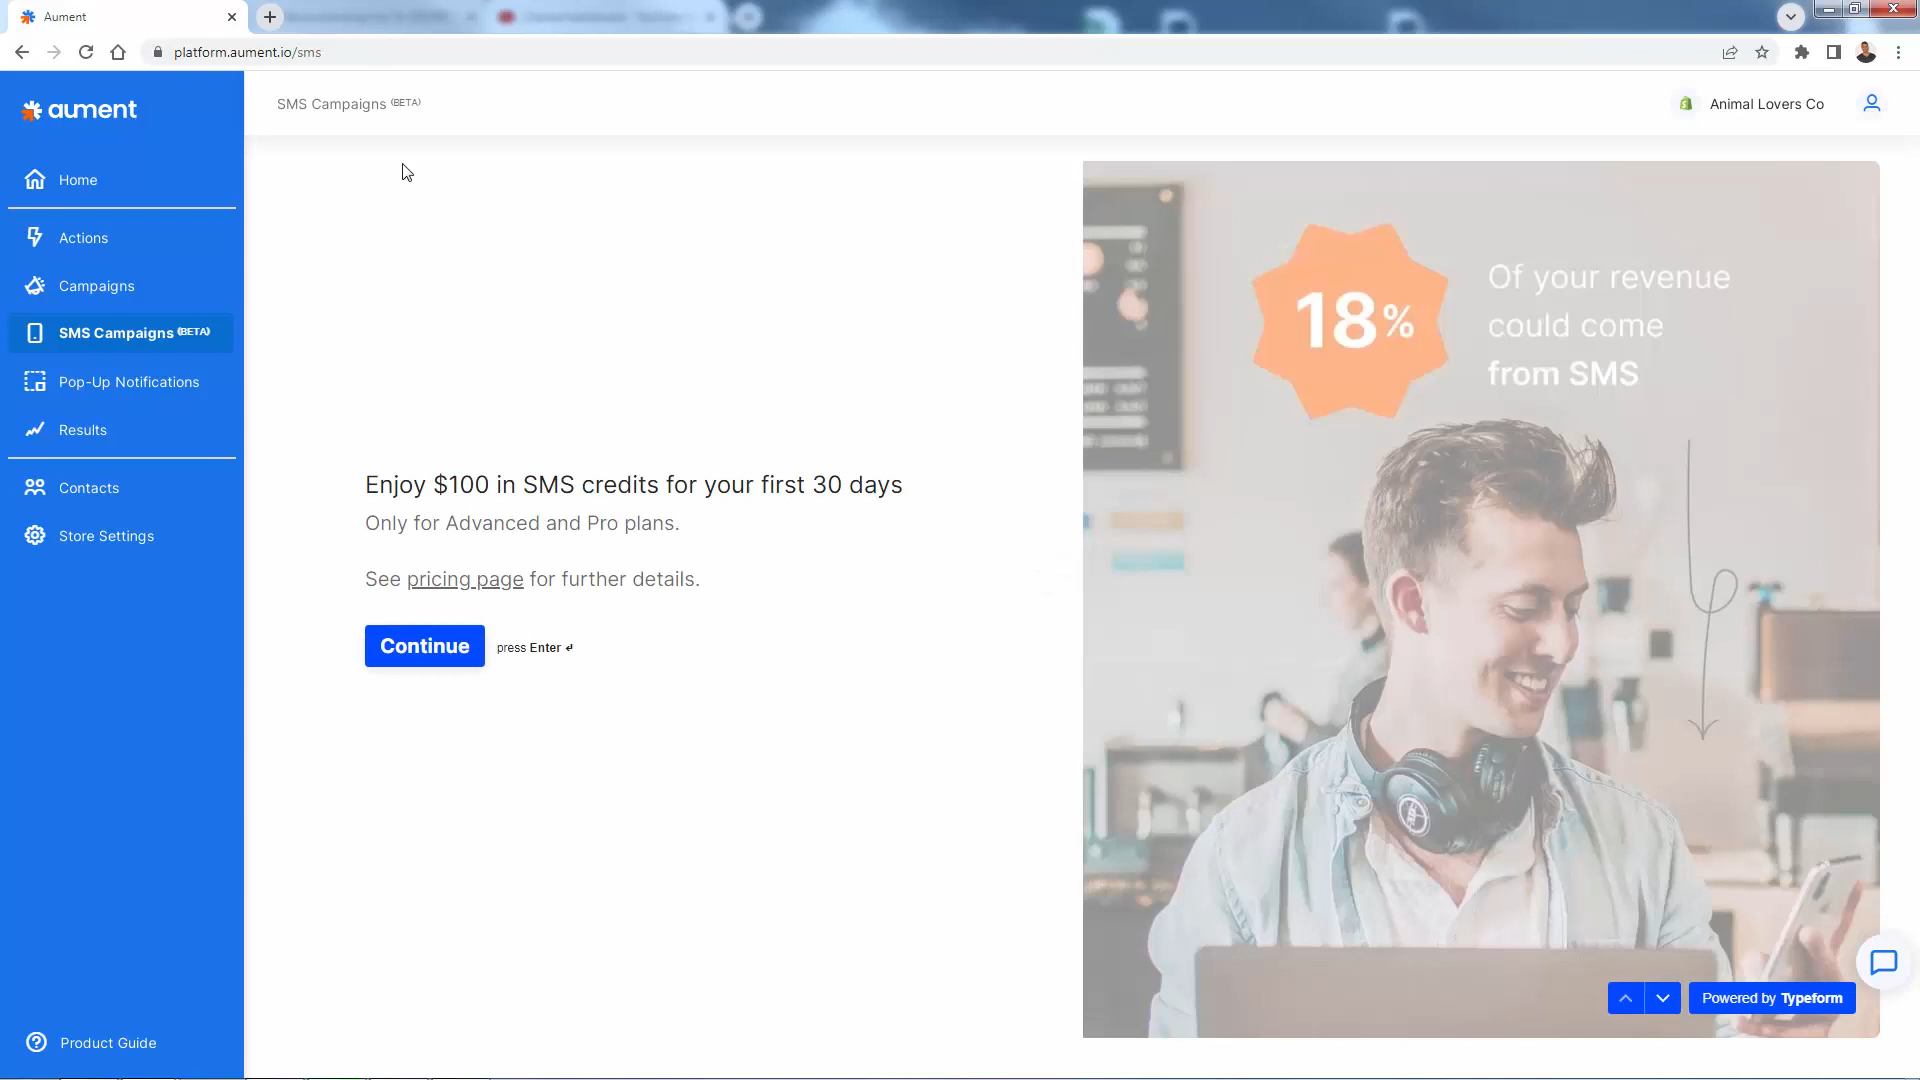 Aument
platform.aument.io/sms
aument
SMS Campaigns (BETA)
Animal Lovers Co
Home
Actions
Campaigns
SMS Campaigns (BETA)
Pop-Up Notifications
Results
Contacts
Store Settings
Product Guide
Enjoy $100 in SMS credits for your first 30 days
Only for Advanced and Pro plans.
See pricing page for further details.
Continue
press Enter ↵
18%
Of your revenue
could come
from SMS
Powered by Typeform